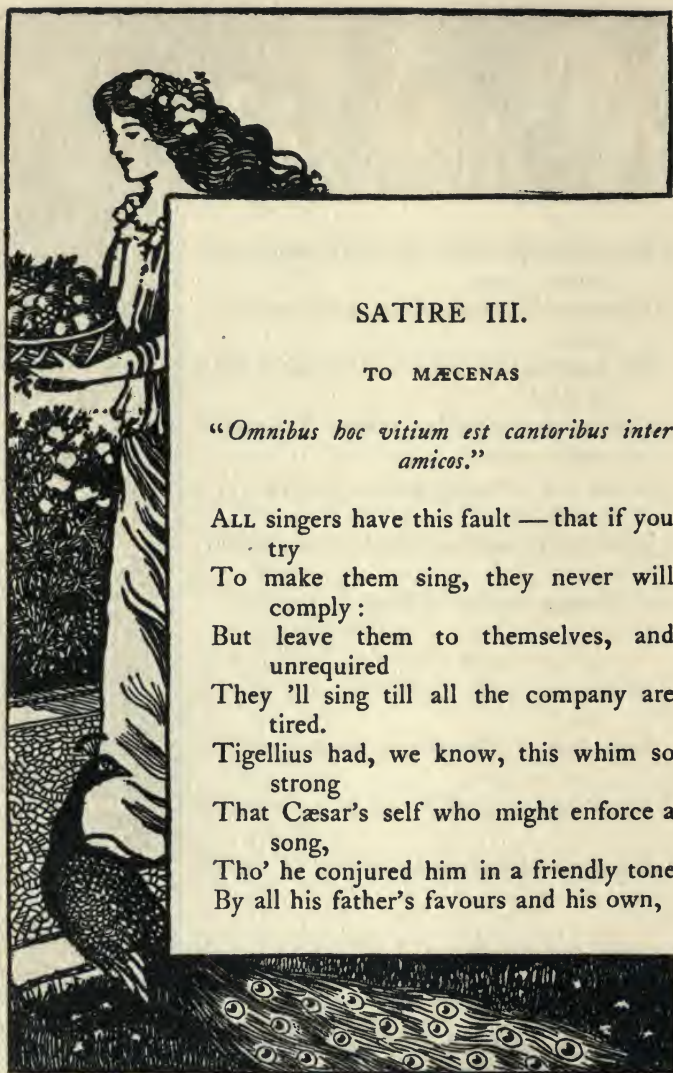 SATIRE III.
TO MÆCENAS
“Omnibus hoc vitium est cantoribus inter
amicos.”
ALL singers have this fault — that if you
try
To make them sing, they never will
comply :
But leave them to themselves, and
unrequired
They ’ll sing till all the company are
tired.
Tigellius had, we know, this whim so
strong
That Cæsar’s self who might enforce a
song,
Tho’ he conjured him in a friendly tone
By all his father’s favours and his own,